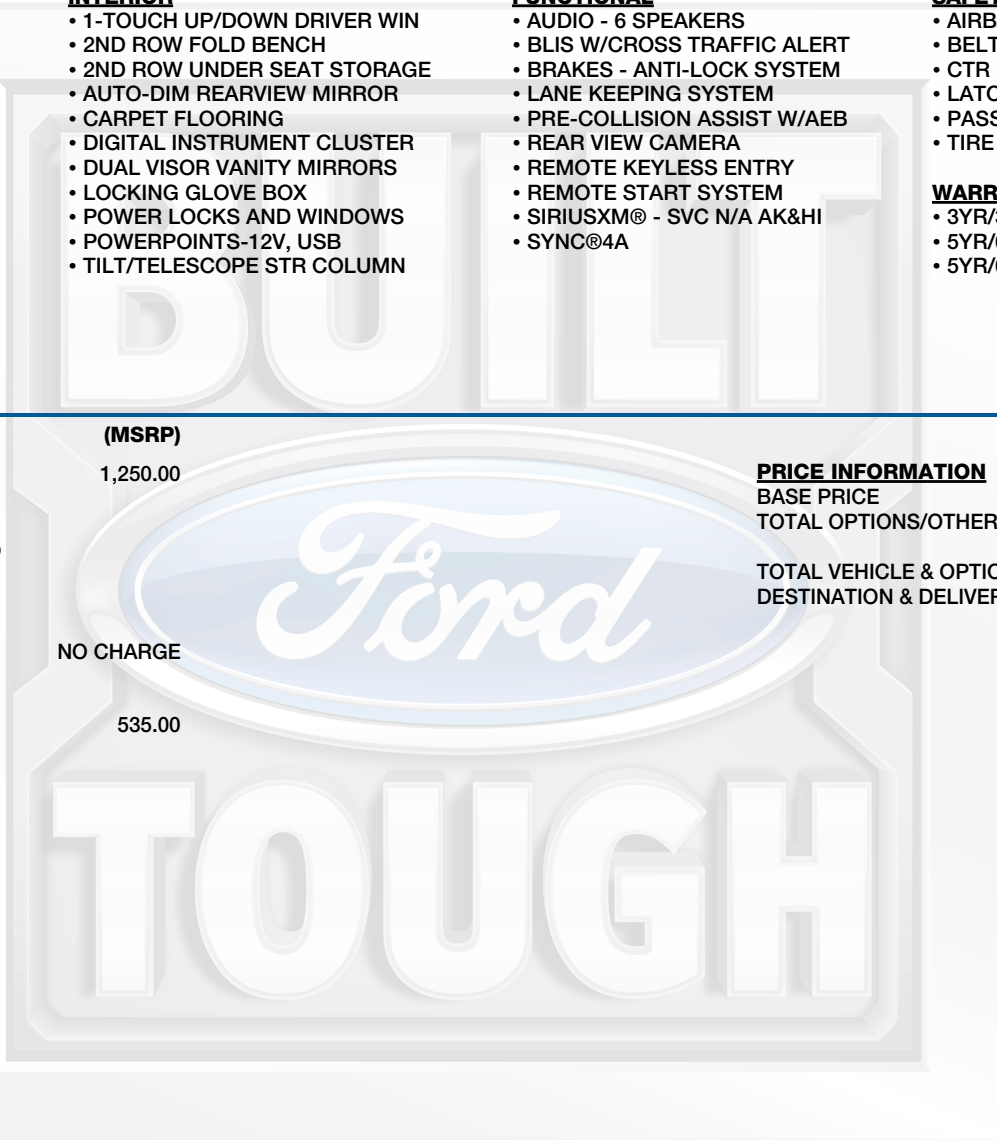 INTERIOR
• 1-TOUCH UP/DOWN DRIVER WIN
• 2ND ROW FOLD BENCH
• 2ND ROW UNDER SEAT STORAGE
• AUTO-DIM REARVIEW MIRROR
• CARPET FLOORING
• DIGITAL INSTRUMENT CLUSTER
• DUAL VISOR VANITY MIRRORS
• LOCKING GLOVE BOX
• POWER LOCKS AND WINDOWS
• POWERPOINTS-12V, USB
• TILT/TELESCOPE STR COLUMN
FUNCTIONAL
• AUDIO - 6 SPEAKERS
• BLIS W/CROSS TRAFFIC ALERT
• BRAKES - ANTI-LOCK SYSTEM
• LANE KEEPING SYSTEM
• PRE-COLLISION ASSIST W/AEB
• REAR VIEW CAMERA
• REMOTE KEYLESS ENTRY
• REMOTE START SYSTEM
• SIRIUSXM® - SVC N/A AK&HI
• SYNC®4A
• AIRB
• BELT
• CTR
• LATC
• PASS
• TIRE
WARR
• 3YR/
• 5YR/
• 5YR/
(MSRP)
1,250.00
NO CHARGE
535.00
PRICE INFORMATION
BASE PRICE
TOTAL OPTIONS/OTHER
TOTAL VEHICLE & OPTIO
DESTINATION & DELIVER
BUILT
Ford
TOUGH